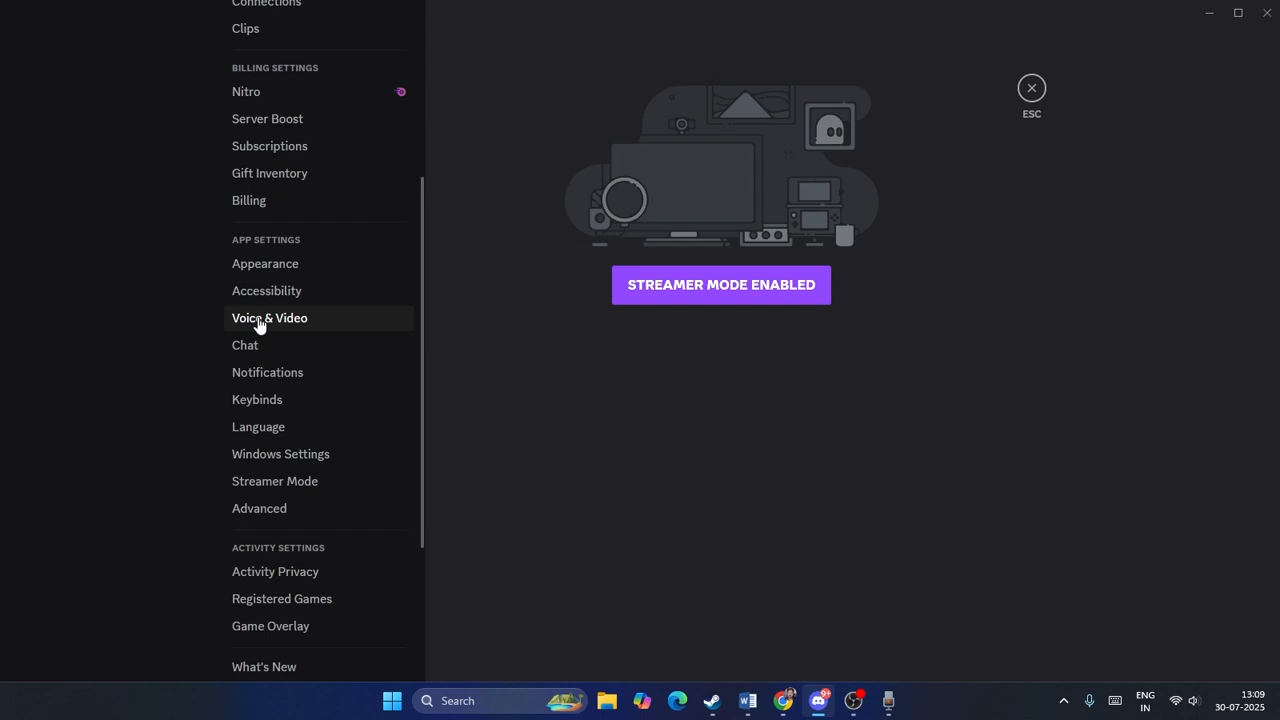 Connections
Clips
BILLING SETTINGS
Nitro
Server Boost
Subscriptions
Gift Inventory
Billing
APP SETTINGS
Appearance
Accessibility
Voice & Video
Chat
Notifications
Keybinds
Language
Windows Settings
Streamer Mode
Advanced
ACTIVITY SETTINGS
Activity Privacy
Registered Games
Game Overlay
What's New
ESC
STREAMER MODE ENABLED
Search
9+
ENG
IN
13:09
30-07-2025